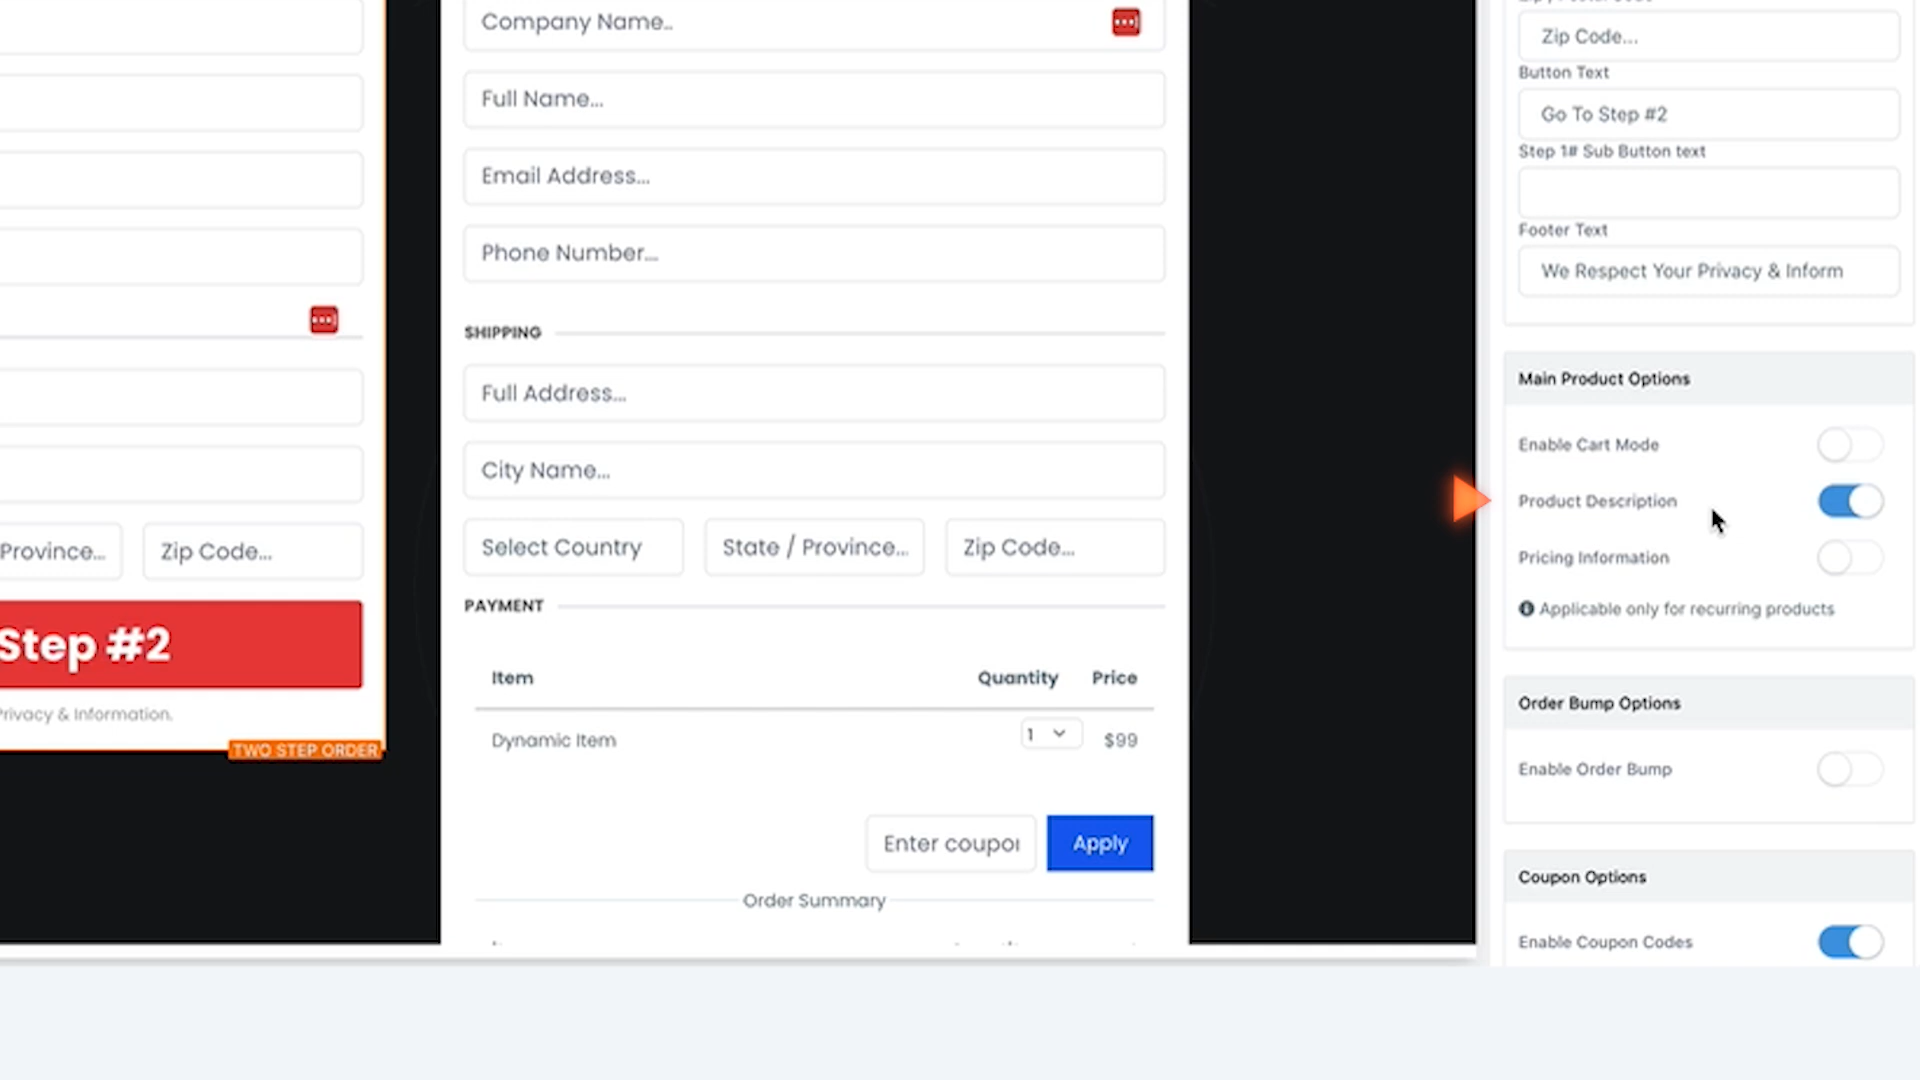 Province...
Zip Code...
Step #2
Privacy & Information.
TWO STEP ORDER
Company Name..
Full Name...
Email Address...
Phone Number...
SHIPPING
Full Address...
City Name...
Select Country
State / Province...
Zip Code...
PAYMENT
Item
Quantity
Price
Dynamic Item
1
$99
Enter coupon
Apply
Order Summary
Zip Code...
Button Text
Go To Step #2
Step 1# Sub Button text
Footer Text
We Respect Your Privacy & Inform
Main Product Options
Enable Cart Mode
Product Description
Pricing Information
Applicable only for recurring products
Order Bump Options
Enable Order Bump
Coupon Options
Enable Coupon Codes